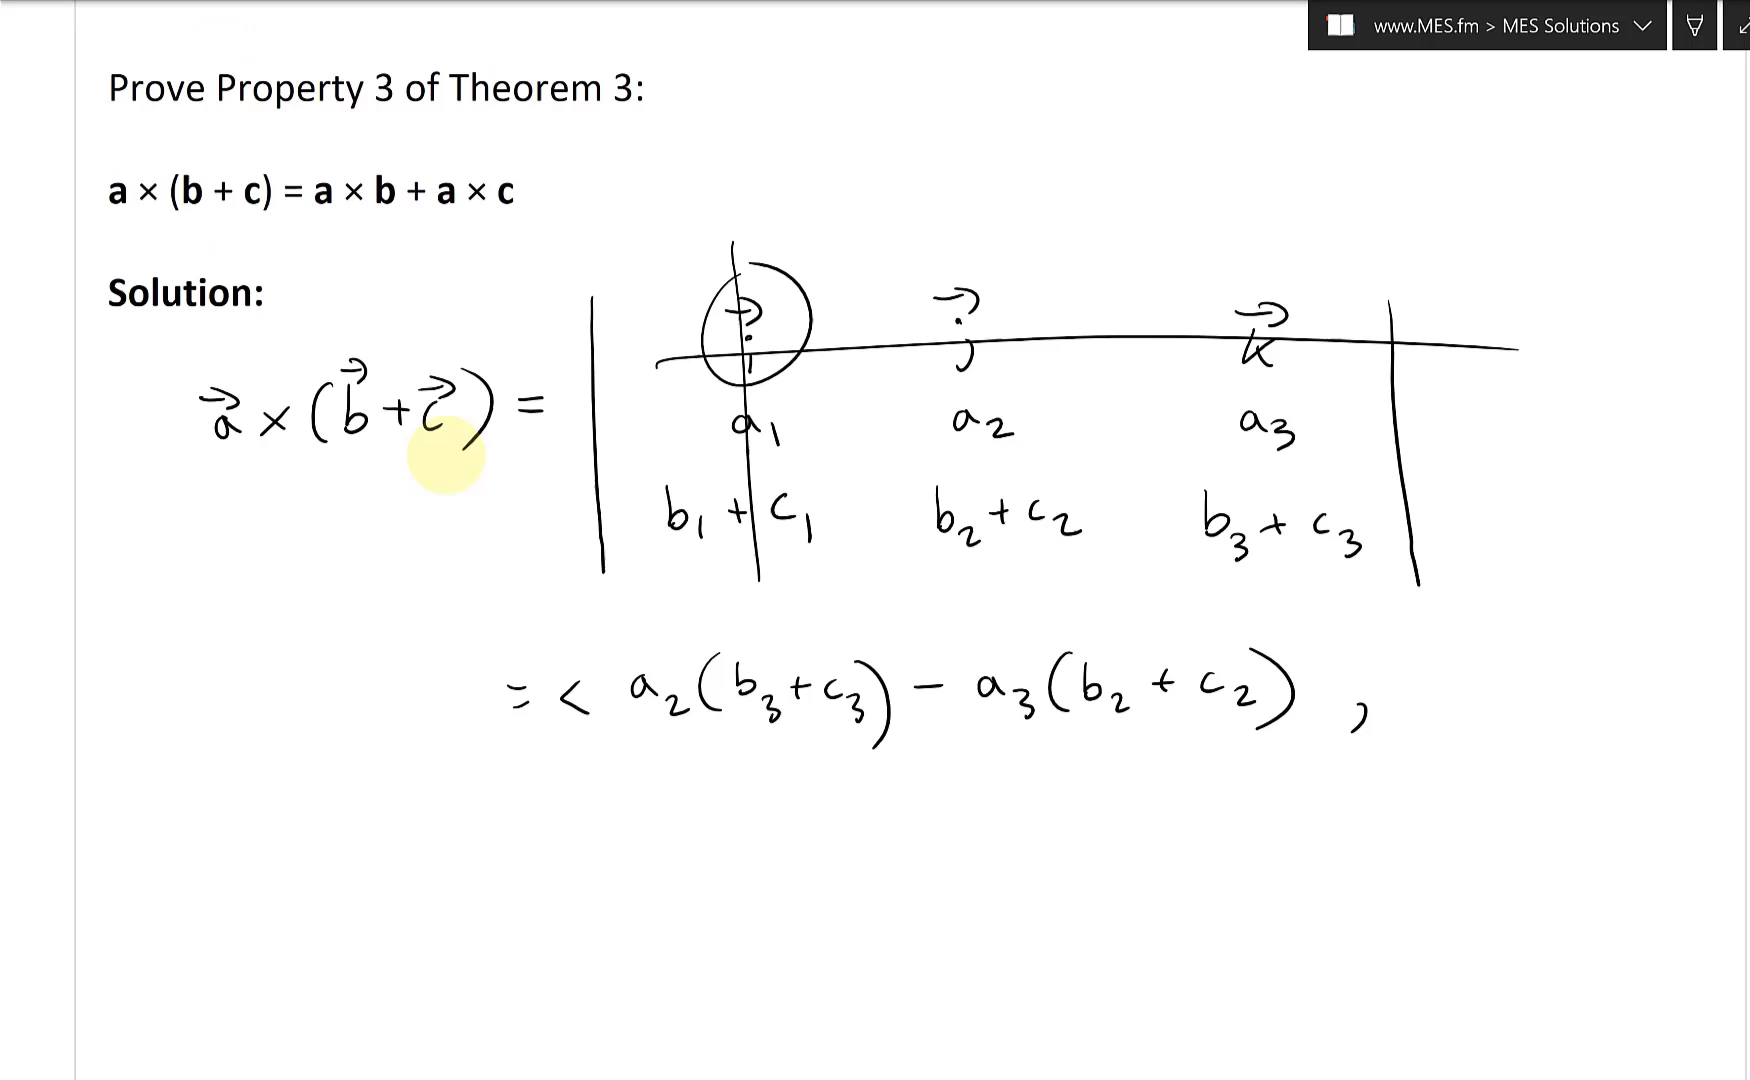 www.MES.fm > MES Solutions
Prove Property 3 of Theorem 3:
a × (b + c) = a × b + a × c
Solution:
i⃗ j⃗ k⃗
a⃗ × (b⃗ + c⃗) =
a₁ a₂ a₃
b₁ + c₁ b₂ + c₂ b₃ + c₃
= < a₂(b₃ + c₃) − a₃(b₂ + c₂) ,